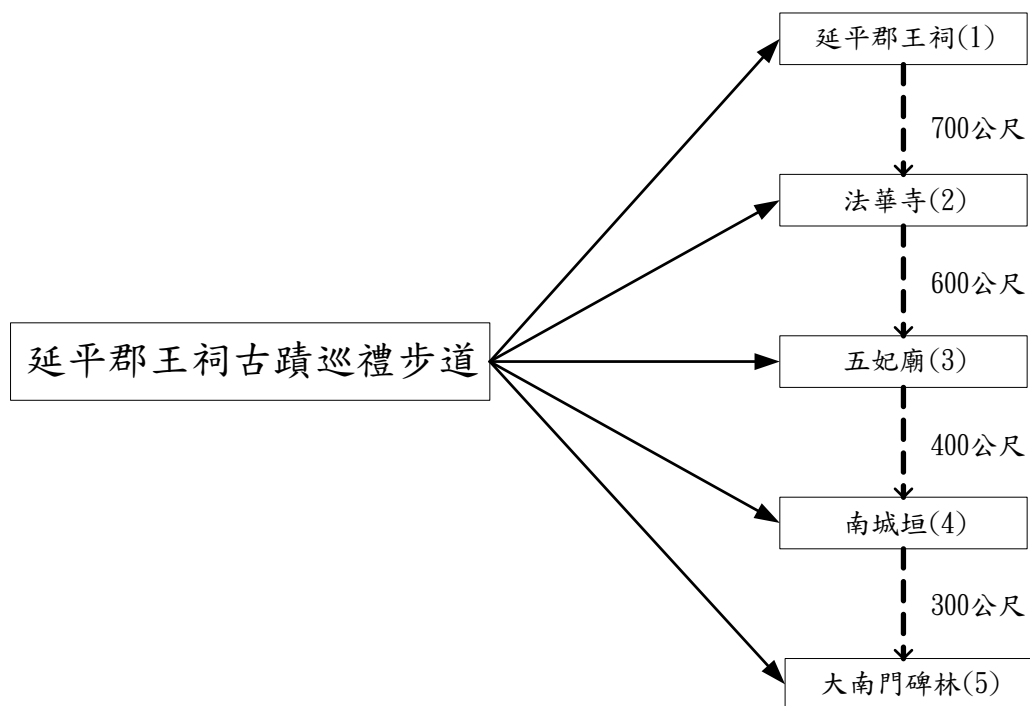 延平郡王祠(1)
700公尺
法華寺(2)
600公尺
延平郡王祠古蹟巡禮步道
五妃廟(3)
400公尺
南城垣(4)
300公尺
大南門碑林(5)